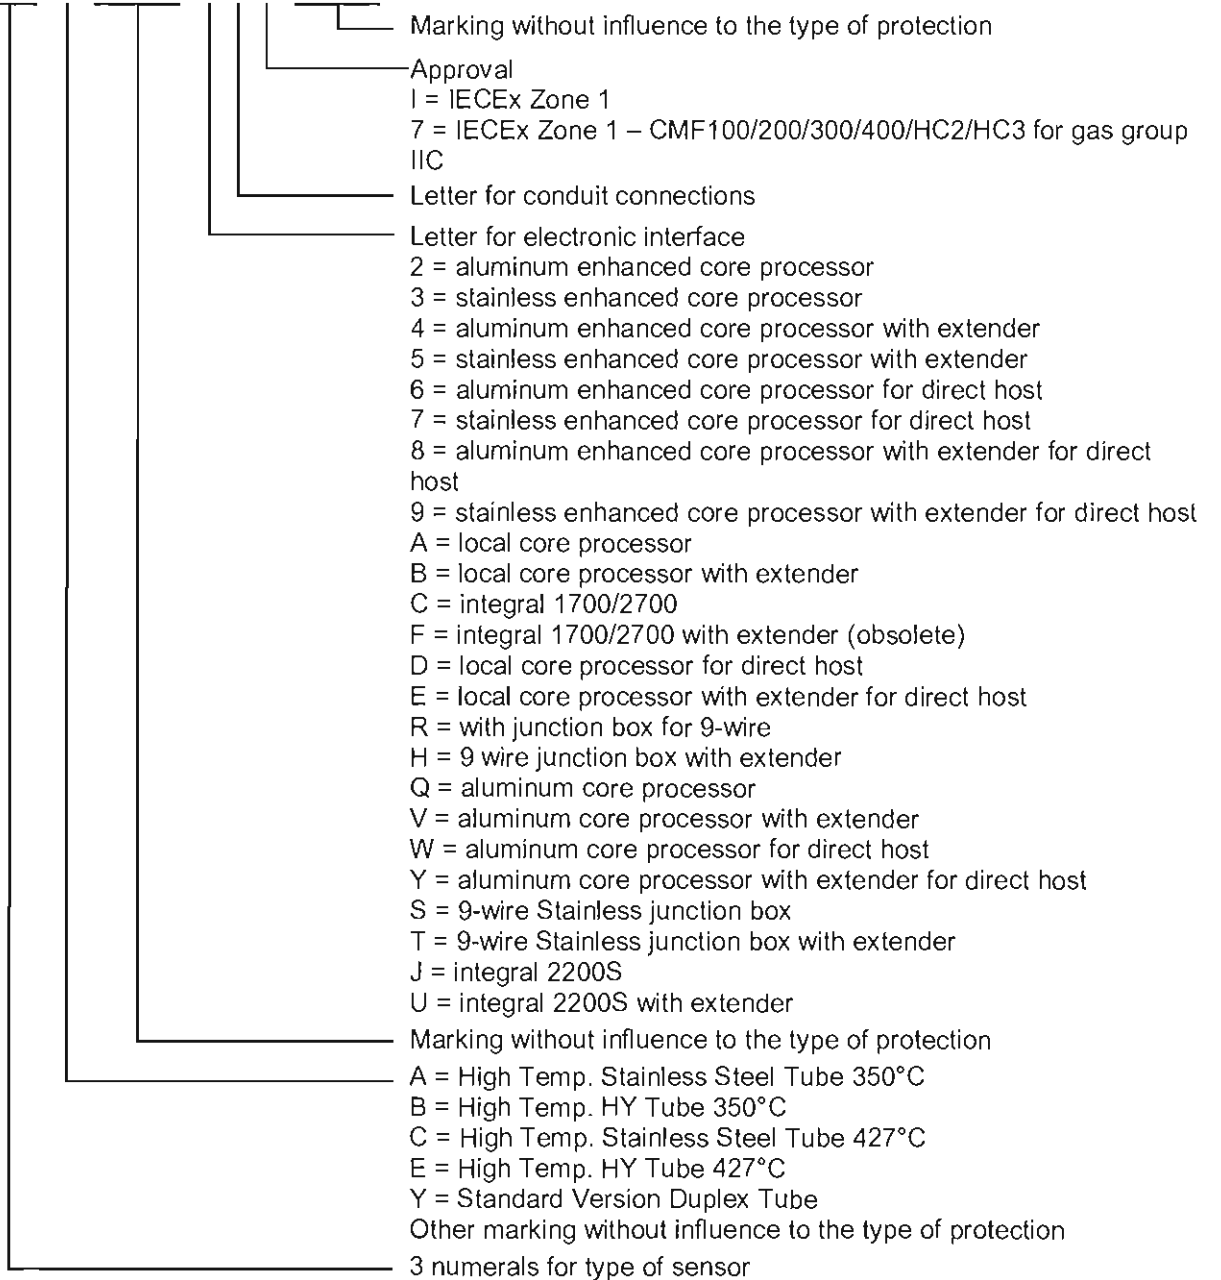 Marking without influence to the type of protection
Approval
I = IECEx Zone 1
7 = IECEx Zone 1 – CMF100/200/300/400/HC2/HC3 for gas group
IIC
Letter for conduit connections
Letter for electronic interface
2 = aluminum enhanced core processor
3 = stainless enhanced core processor
4 = aluminum enhanced core processor with extender
5 = stainless enhanced core processor with extender
6 = aluminum enhanced core processor for direct host
7 = stainless enhanced core processor for direct host
8 = aluminum enhanced core processor with extender for direct
host
9 = stainless enhanced core processor with extender for direct host
A = local core processor
B = local core processor with extender
C = integral 1700/2700
F = integral 1700/2700 with extender (obsolete)
D = local core processor for direct host
E = local core processor with extender for direct host
R = with junction box for 9-wire
H = 9 wire junction box with extender
Q = aluminum core processor
V = aluminum core processor with extender
W = aluminum core processor for direct host
Y = aluminum core processor with extender for direct host
S = 9-wire Stainless junction box
T = 9-wire Stainless junction box with extender
J = integral 2200S
U = integral 2200S with extender
Marking without influence to the type of protection
A = High Temp. Stainless Steel Tube 350°C
B = High Temp. HY Tube 350°C
C = High Temp. Stainless Steel Tube 427°C
E = High Temp. HY Tube 427°C
Y = Standard Version Duplex Tube
Other marking without influence to the type of protection
3 numerals for type of sensor